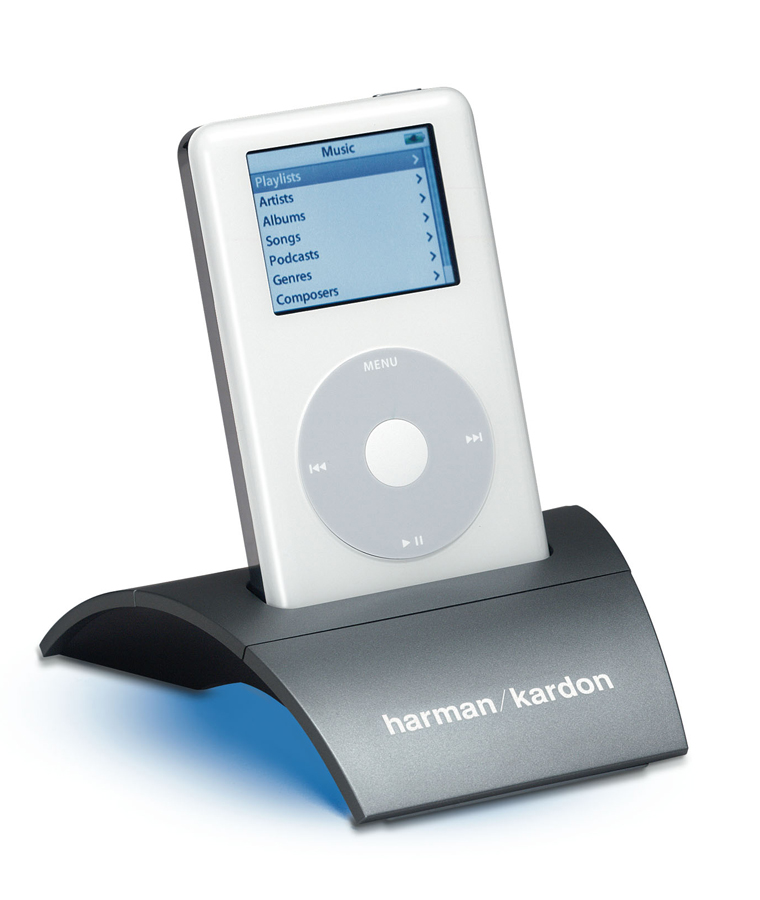 Music
Playlists
Artists
Albums
Songs
Podcasts
Genres
Composers
MENU
harman/kardon